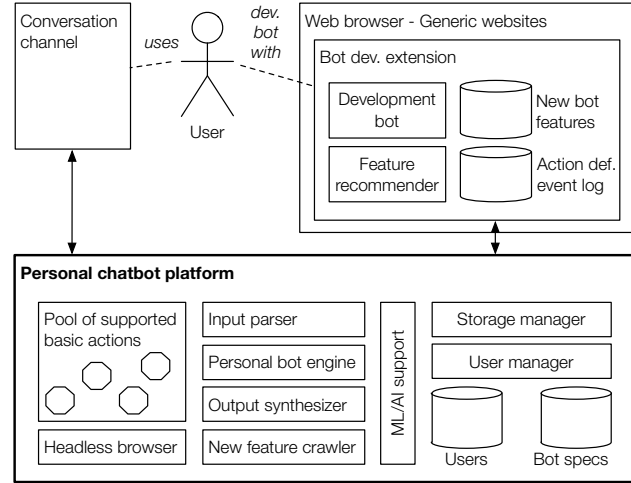 Conversation
channel
uses
dev.
bot
with
User
Web browser - Generic websites
Bot dev. extension
Development
bot
New bot
features
Feature
recommender
Action def.
event log
Personal chatbot platform
Pool of supported
basic actions
Headless browser
Input parser
Personal bot engine
Output synthesizer
New feature crawler
ML/AI support
Storage manager
User manager
Users
Bot specs